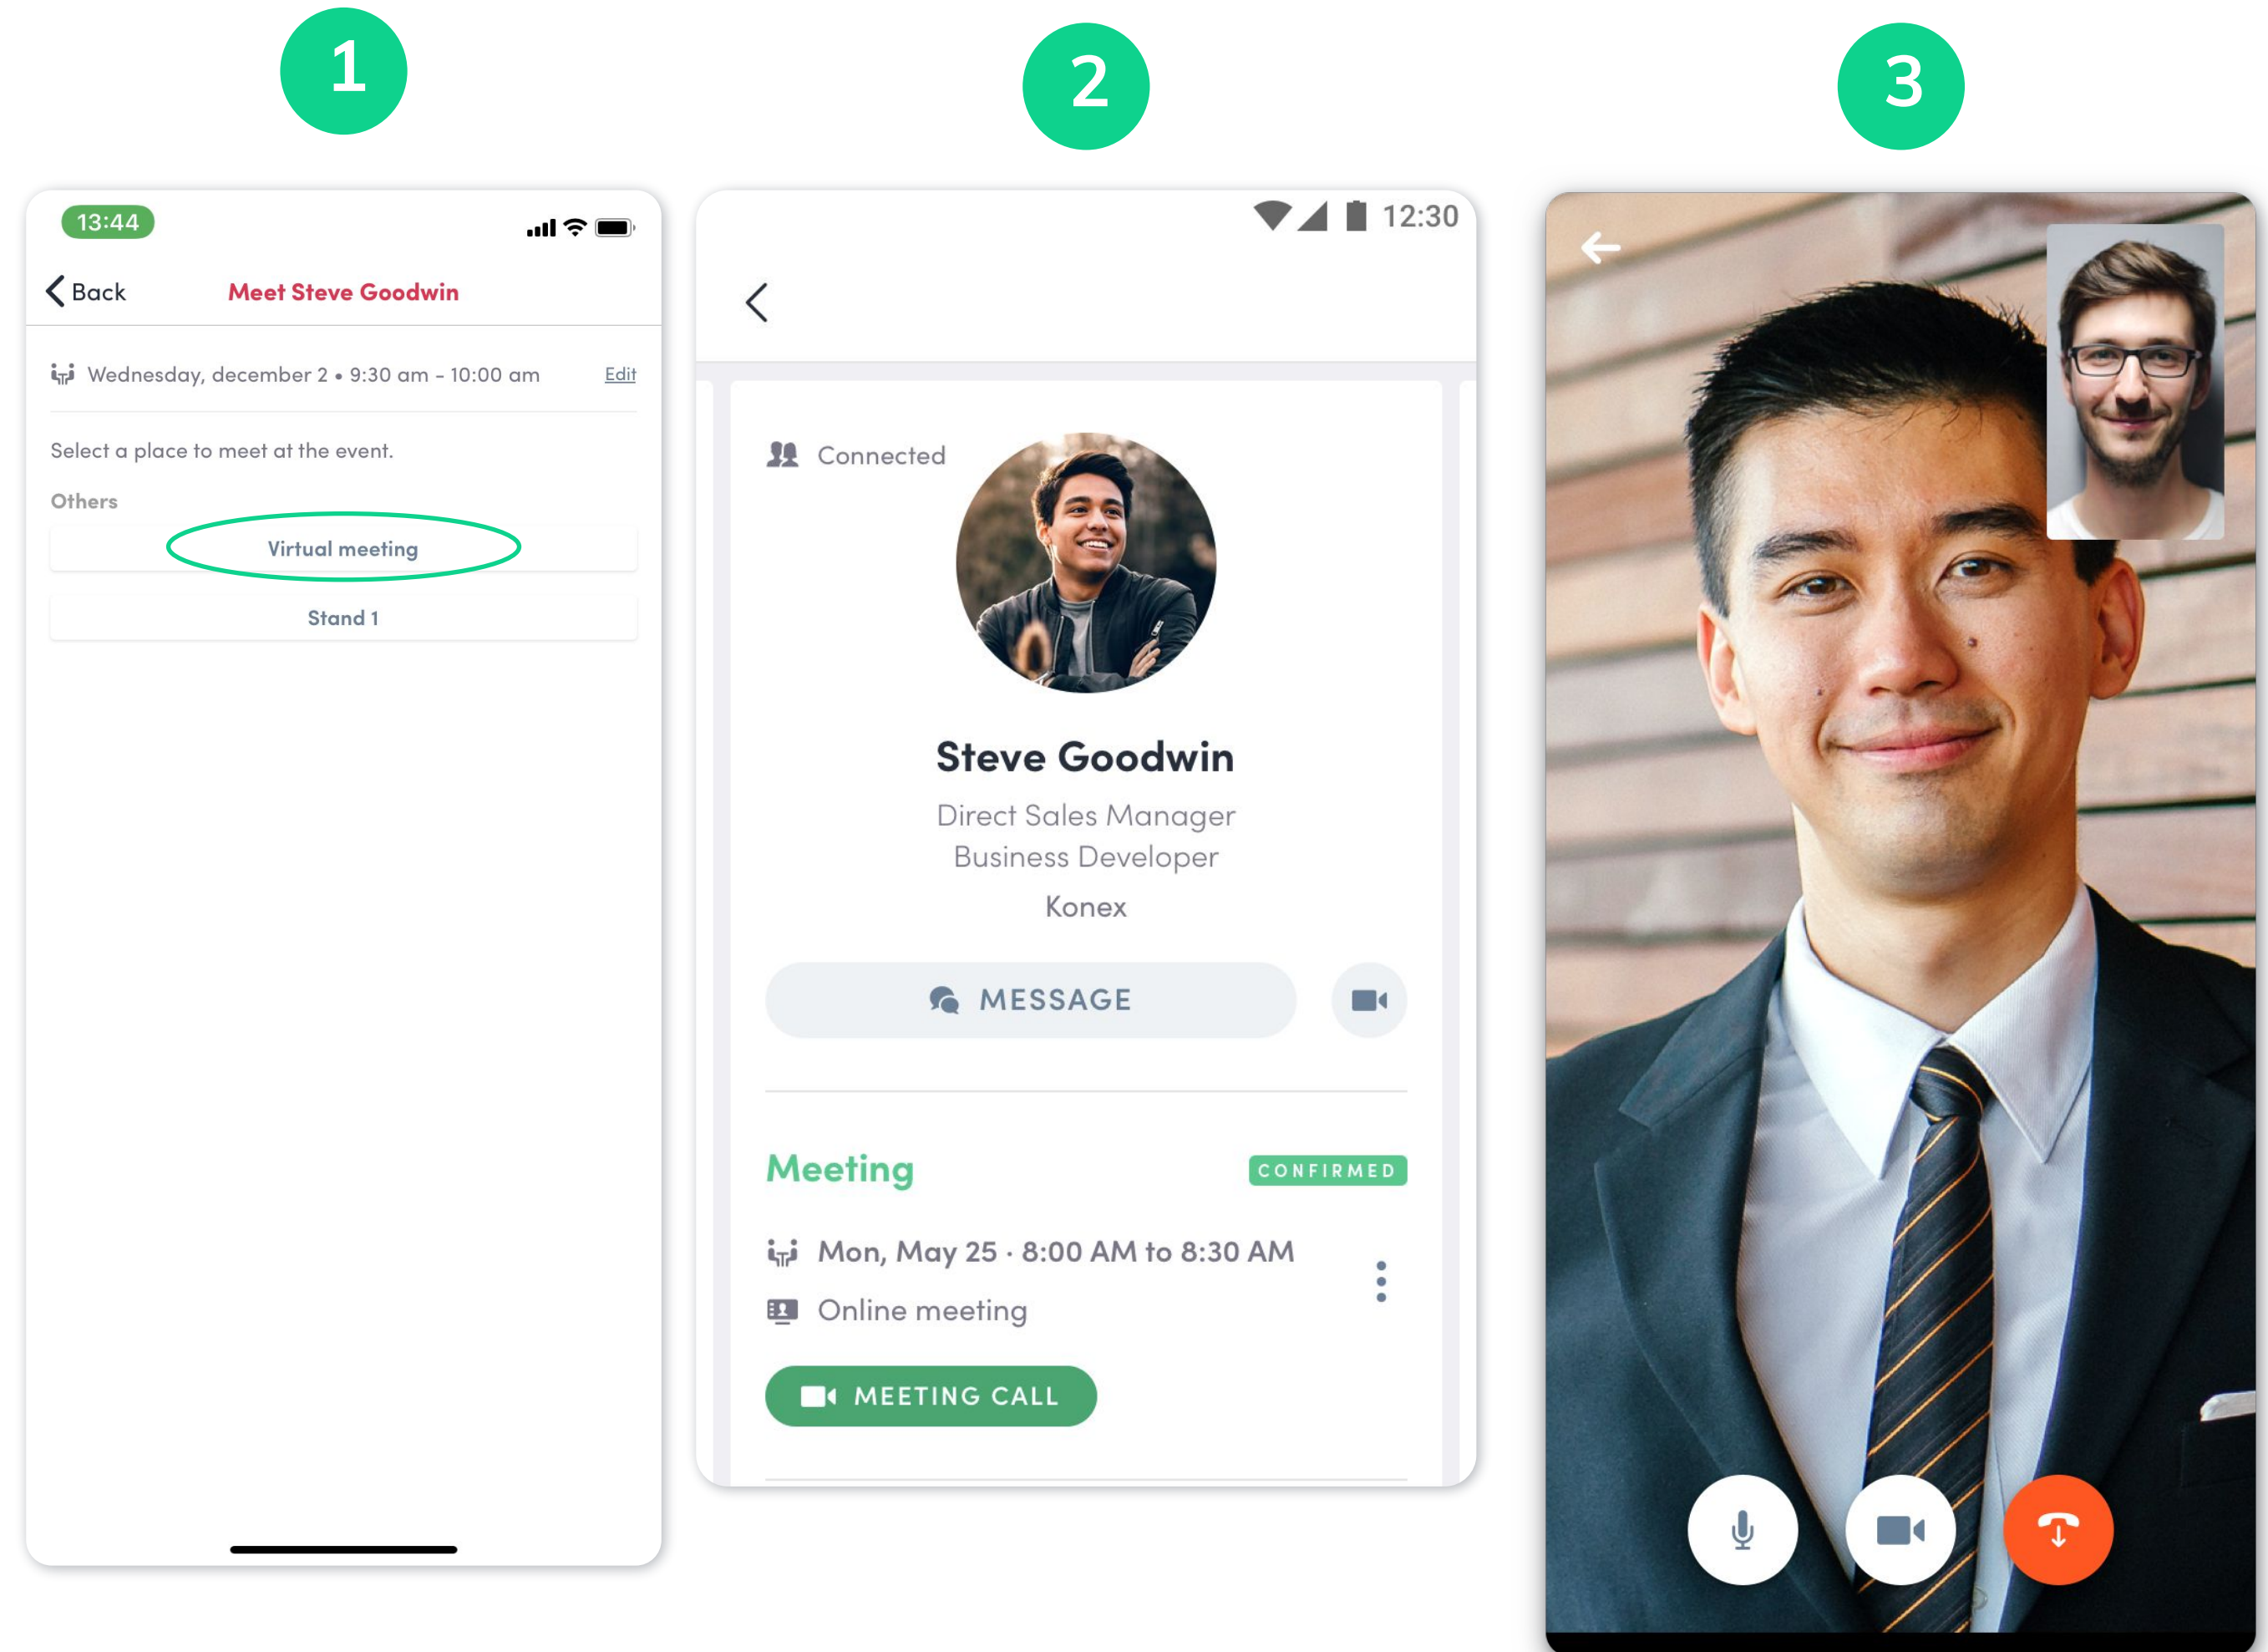 1
13:44
Back
Meet Steve Goodwin
Wednesday, december 2 • 9:30 am - 10:00 am
Edit
Select a place to meet at the event.
Others
Virtual meeting
Stand 1
2
12:30
Connected
Steve Goodwin
Direct Sales Manager
Business Developer
Konex
MESSAGE
Meeting
CONFIRMED
Mon, May 25 · 8:00 AM to 8:30 AM
Online meeting
MEETING CALL
3